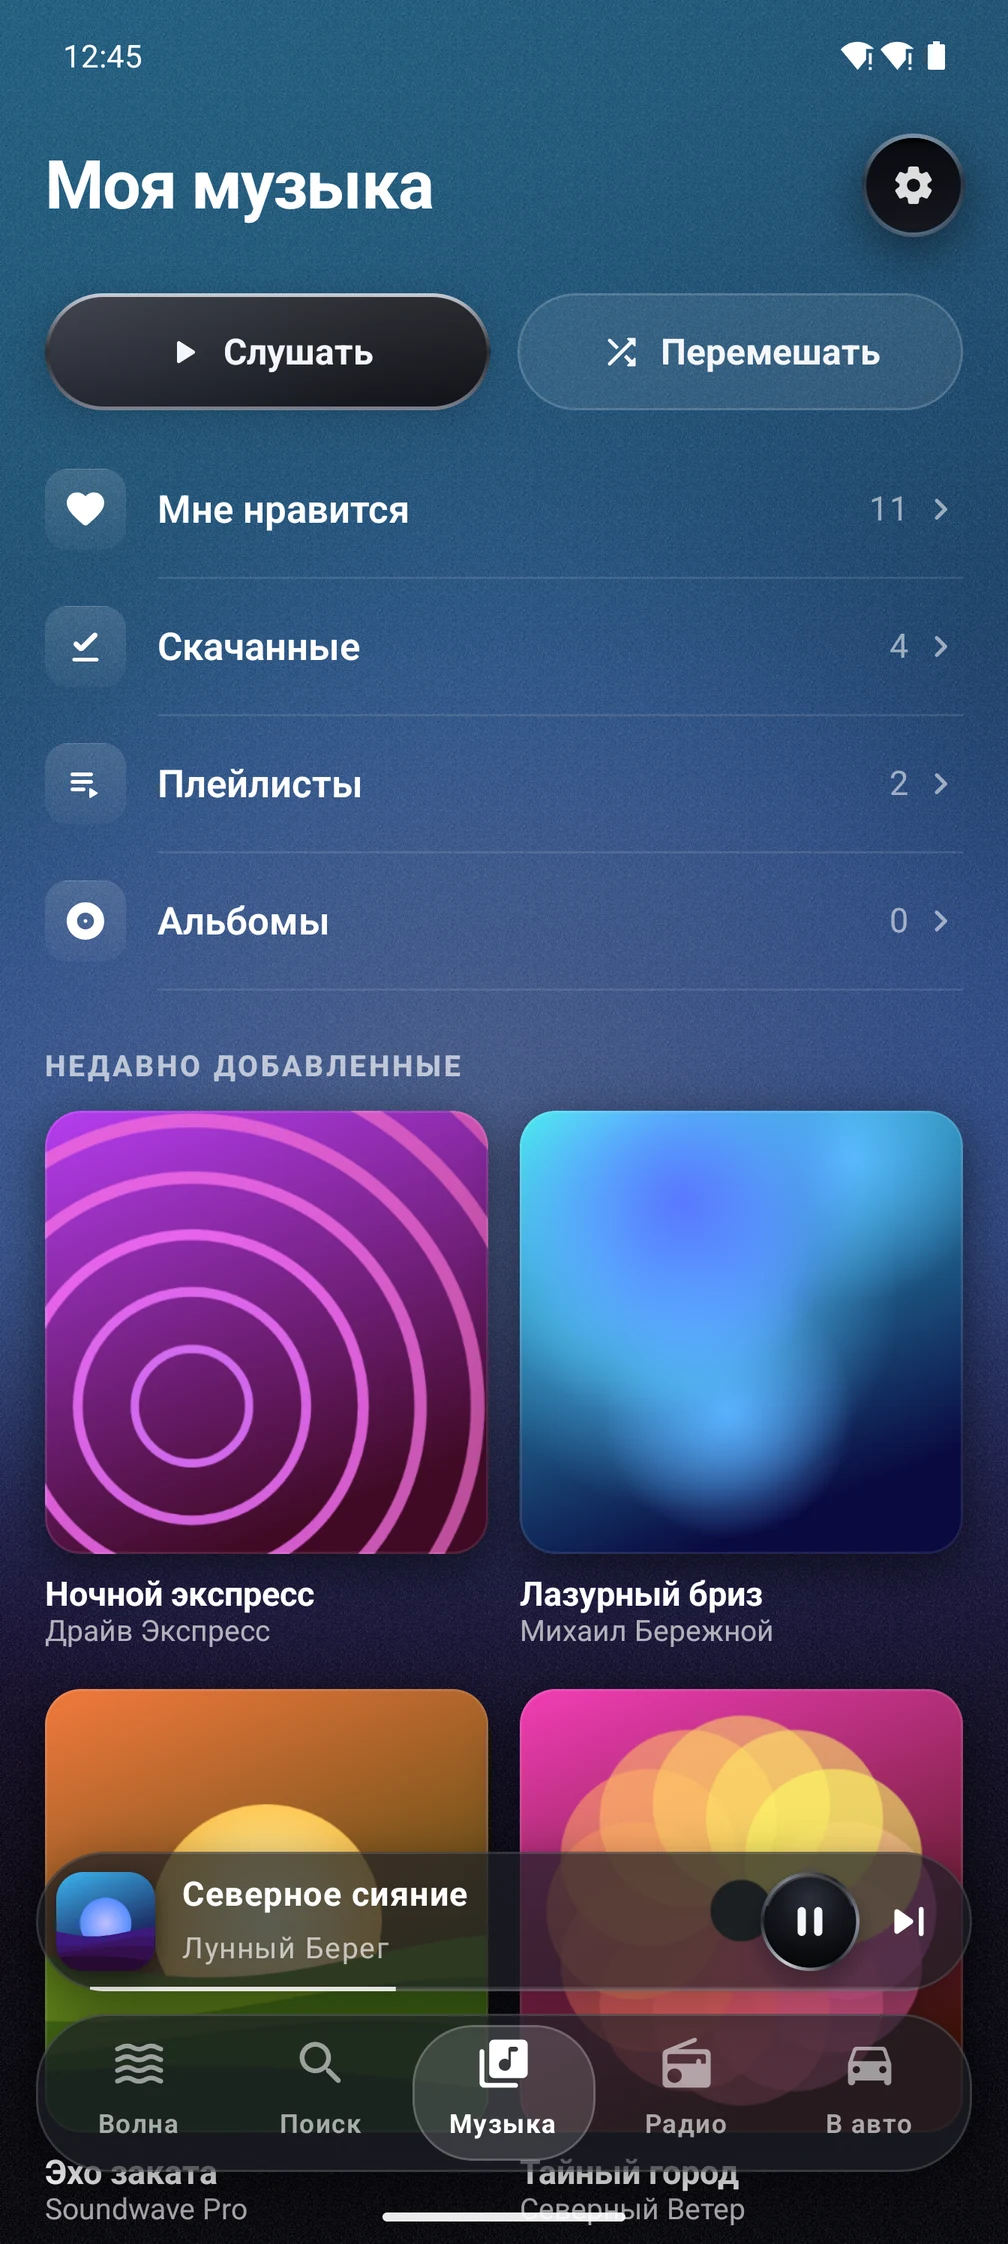 12:45
Моя музыка
Слушать
Перемешать
Мне нравится
11
Скачанные
4
Плейлисты
2
Альбомы
0
НЕДАВНО ДОБАВЛЕННЫЕ
Ночной экспресс
Драйв Экспресс
Лазурный бриз
Михаил Бережной
Северное сияние
Лунный Берег
Волна
Поиск
Музыка
Радио
В авто
Эхо заката
Soundwave Pro
Тайный город
Северный Ветер